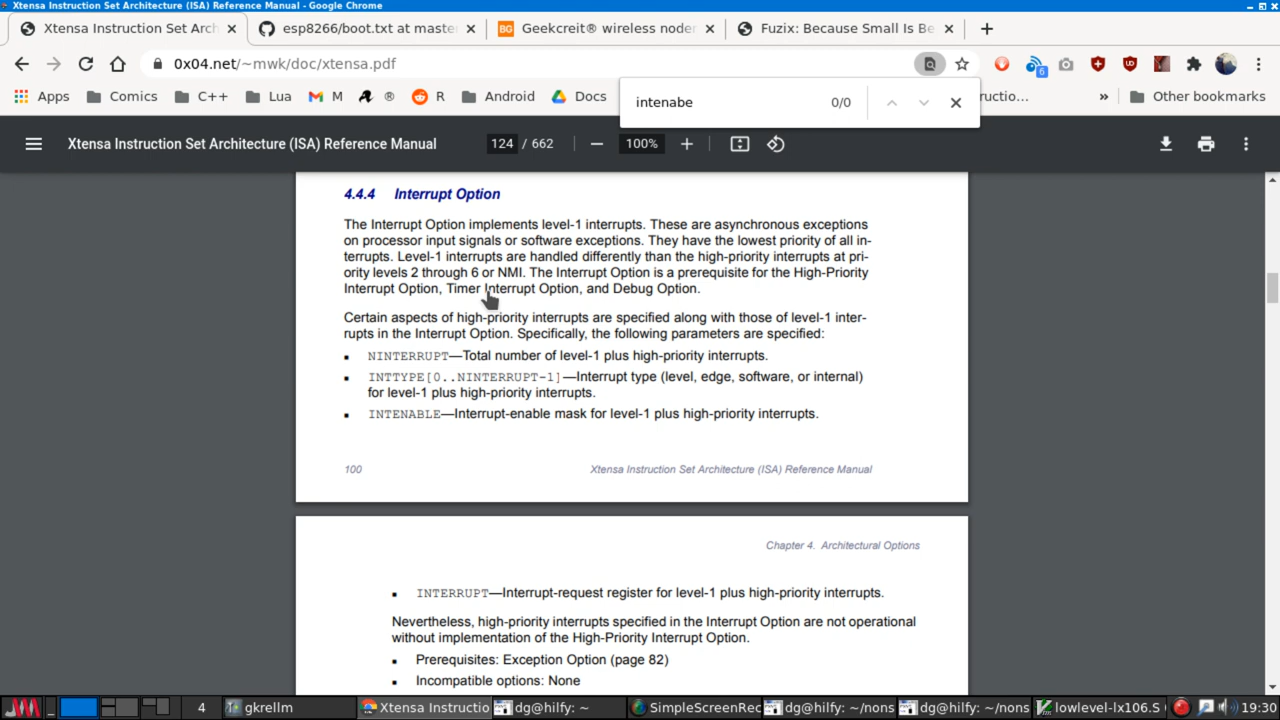 Xtensa Instruction Set Architecture (ISA) Reference Manual - Google Chrome
Xtensa Instruction Set Arch
esp8266/boot.txt at master
BG Geekcreit® wireless noder
Fuzix: Because Small Is Be
0x04.net/~mwk/doc/xtensa.pdf
6
UD
Apps
Comics
C++
Lua
M
®
R
Android
Docs
ructio…
»
Other bookmarks
intenabe
0/0
Xtensa Instruction Set Architecture (ISA) Reference Manual
124 / 662
100%
4.4.4 Interrupt Option
The Interrupt Option implements level-1 interrupts. These are asynchronous exceptions
on processor input signals or software exceptions. They have the lowest priority of all in-
terrupts. Level-1 interrupts are handled differently than the high-priority interrupts at pri-
ority levels 2 through 6 or NMI. The Interrupt Option is a prerequisite for the High-Priority
Interrupt Option, Timer Interrupt Option, and Debug Option.
Certain aspects of high-priority interrupts are specified along with those of level-1 inter-
rupts in the Interrupt Option. Specifically, the following parameters are specified:
▪ NINTERRUPT—Total number of level-1 plus high-priority interrupts.
▪ INTTYPE[0..NINTERRUPT-1]—Interrupt type (level, edge, software, or internal)
for level-1 plus high-priority interrupts.
▪ INTENABLE—Interrupt-enable mask for level-1 plus high-priority interrupts.
100
Xtensa Instruction Set Architecture (ISA) Reference Manual
Chapter 4. Architectural Options
▪ INTERRUPT—Interrupt-request register for level-1 plus high-priority interrupts.
Nevertheless, high-priority interrupts specified in the Interrupt Option are not operational
without implementation of the High-Priority Interrupt Option.
▪ Prerequisites: Exception Option (page 82)
▪ Incompatible options: None
4
gkrellm
Xtensa Instructio
dg@hilfy: ~
SimpleScreenRec
dg@hilfy: ~/nons
dg@hilfy: ~/nons
lowlevel-lx106.S
19:30